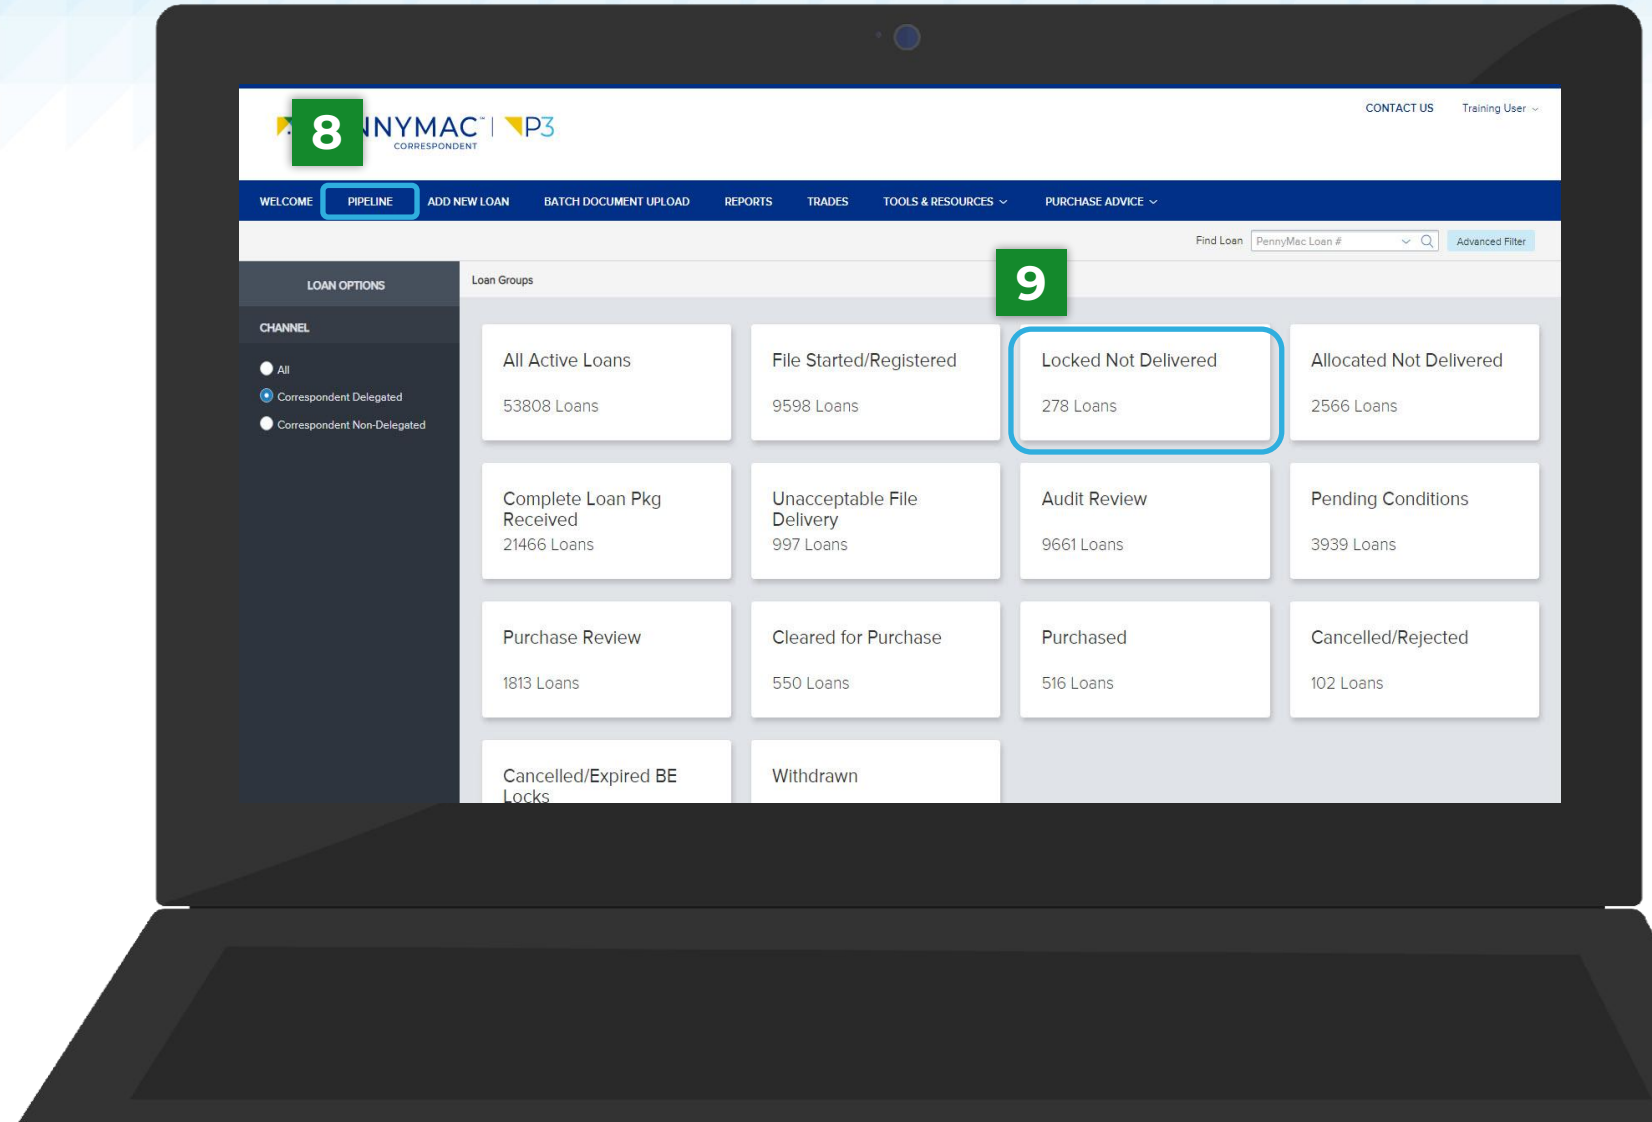 8
NNYMAC™ | P3
CORRESPONDENT
CONTACT US Training User
WELCOME PIPELINE ADD NEW LOAN BATCH DOCUMENT UPLOAD REPORTS TRADES TOOLS & RESOURCES PURCHASE ADVICE
Find Loan PennyMac Loan # Advanced Filter
9
LOAN OPTIONS
Loan Groups
CHANNEL
All
Correspondent Delegated
Correspondent Non-Delegated
All Active Loans
53808 Loans
File Started/Registered
9598 Loans
Locked Not Delivered
278 Loans
Allocated Not Delivered
2566 Loans
Complete Loan Pkg
Received
21466 Loans
Unacceptable File
Delivery
997 Loans
Audit Review
9661 Loans
Pending Conditions
3939 Loans
Purchase Review
1813 Loans
Cleared for Purchase
550 Loans
Purchased
516 Loans
Cancelled/Rejected
102 Loans
Cancelled/Expired BE
Locks
Withdrawn